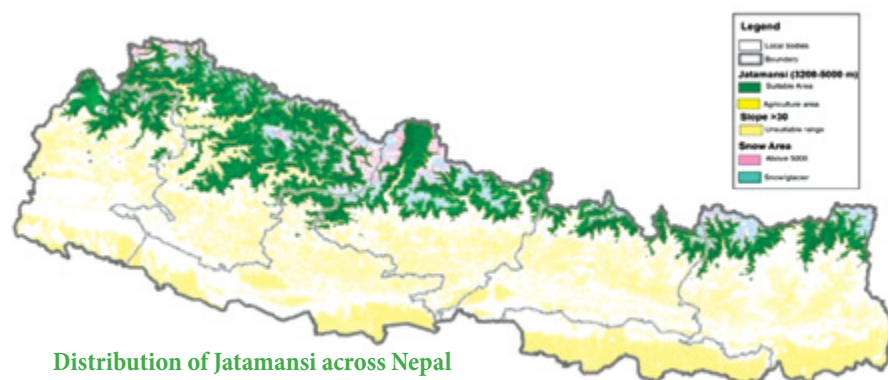 Legend
Local bodies
Boundary
Jatamansi (3200-5000 m)
Suitable Area
Agriculture area
Slope >30
Unsuitable range
Snow Area
Above 5000
Snow/glacier
Distribution of Jatamansi across Nepal